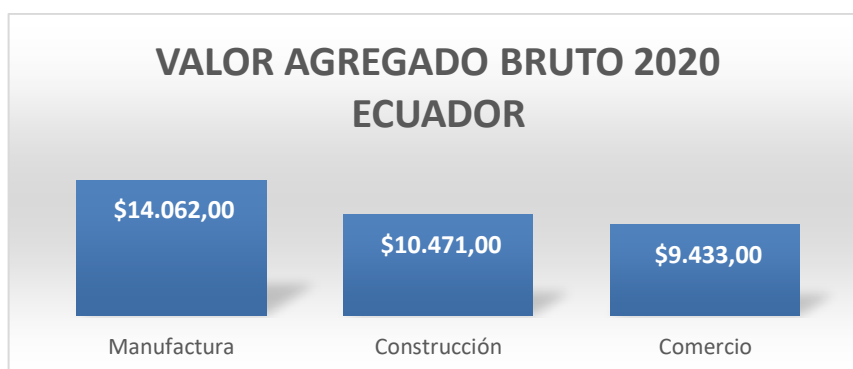 VALOR AGREGADO BRUTO 2020
ECUADOR
$14.062,00
$10.471,00
$9.433,00
Manufactura
Construcción
Comercio